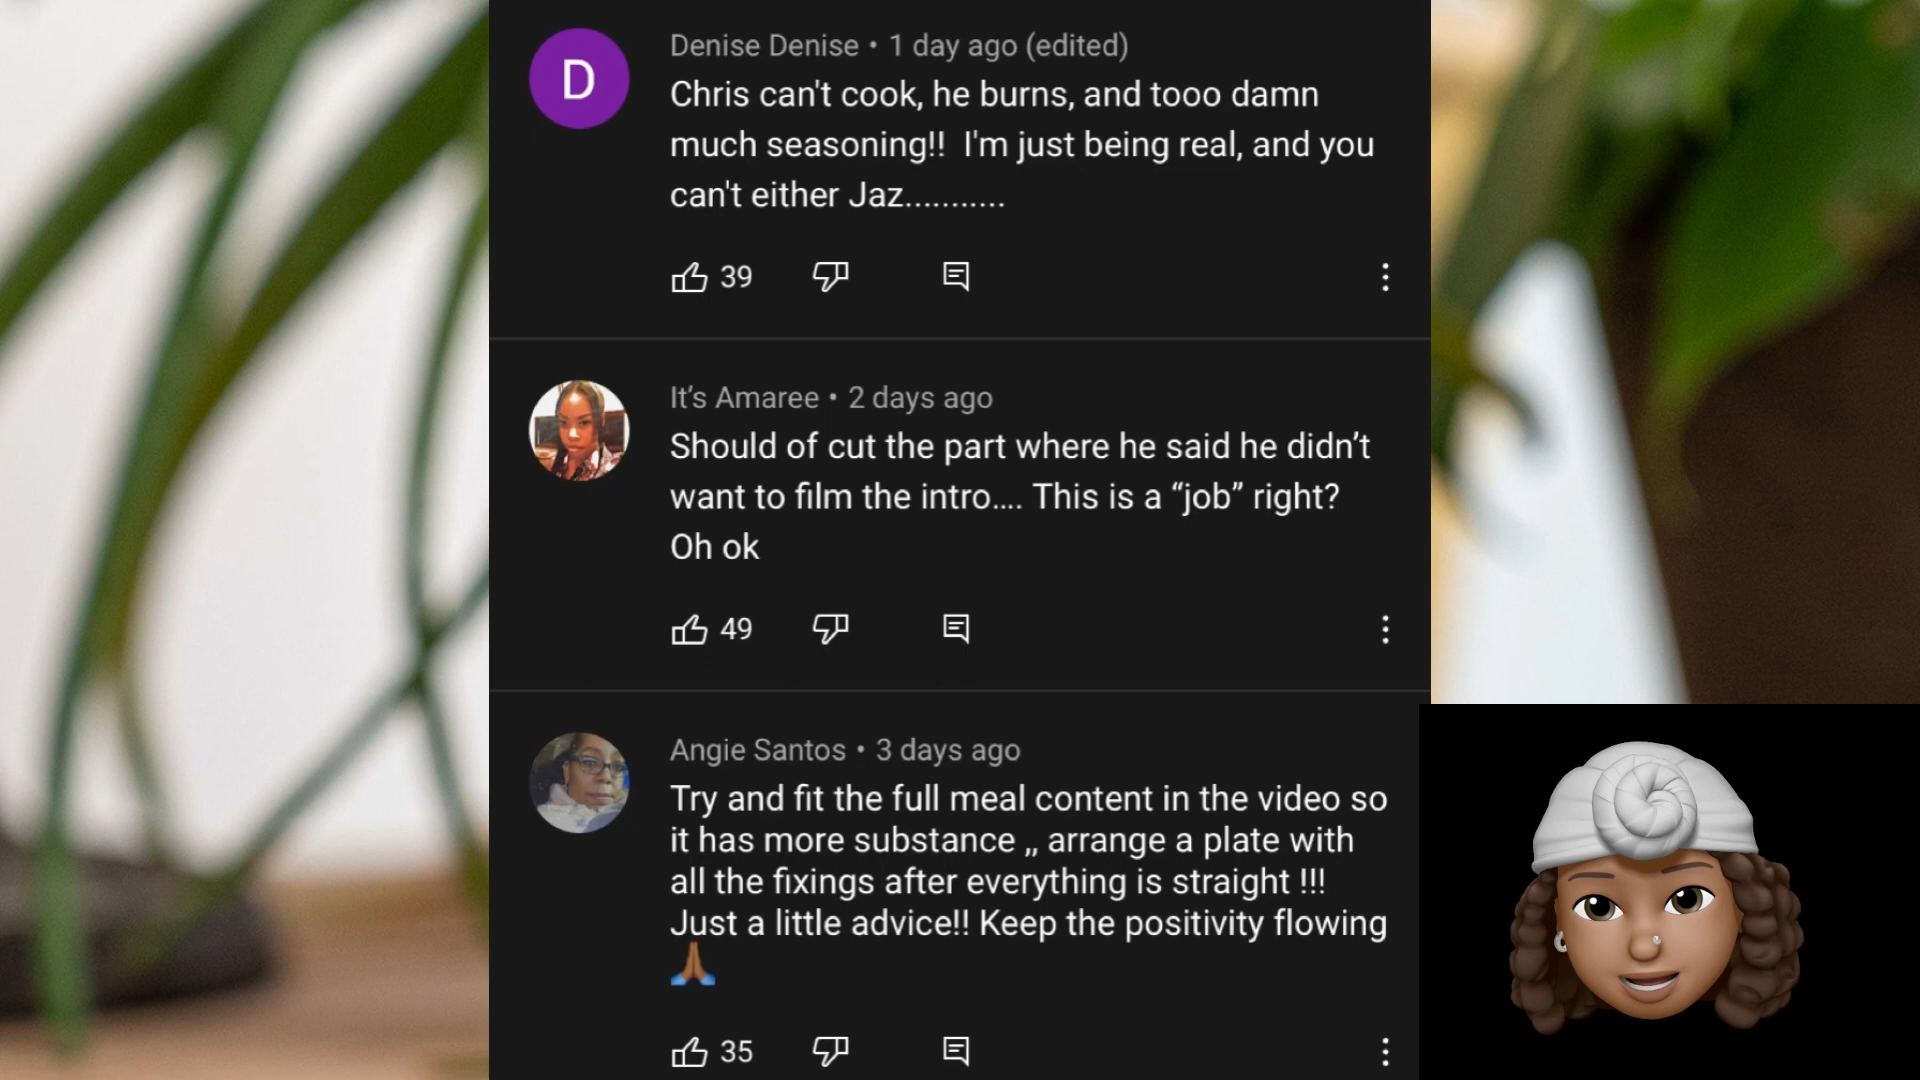 D
Denise Denise • 1 day ago (edited)
Chris can't cook, he burns, and tooo damn
much seasoning!!  I'm just being real, and you
can't either Jaz...........
39
It’s Amaree • 2 days ago
Should of cut the part where he said he didn’t
want to film the intro.... This is a “job” right?
Oh ok
49
Angie Santos • 3 days ago
Try and fit the full meal content in the video so
it has more substance ,, arrange a plate with
all the fixings after everything is straight !!!
Just a little advice!! Keep the positivity flowing
🙏🏾
35